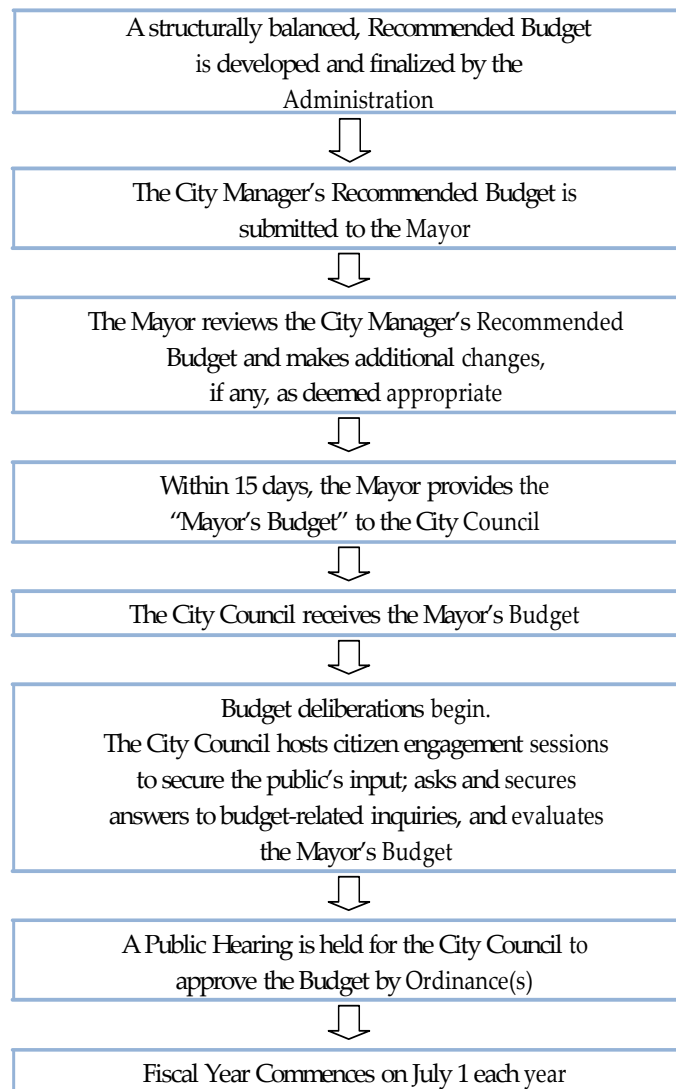 A structurally balanced, Recommended Budget
is developed and finalized by the
Administration
The City Manager's Recommended Budget is
submitted to the Mayor
The Mayor reviews the City Manager's Recommended
Budget and makes additional changes,
if any, as deemed appropriate
Within 15 days, the Mayor provides the
“Mayor's Budget” to the City Council
The City Council receives the Mayor's Budget
Budget deliberations begin.
The City Council hosts citizen engagement sessions
to secure the public's input; asks and secures
answers to budget-related inquiries, and evaluates
the Mayor's Budget
A Public Hearing is held for the City Council to
approve the Budget by Ordinance(s)
Fiscal Year Commences on July 1 each year